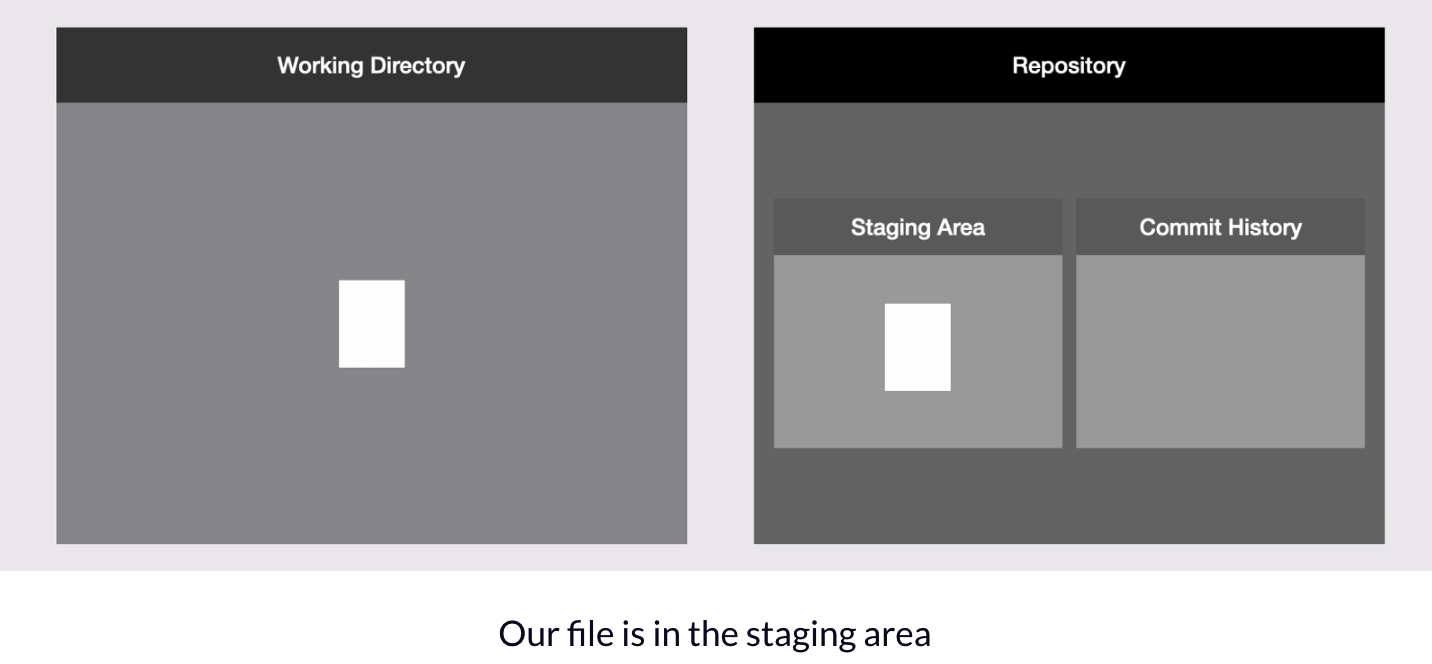 Working Directory
Repository
Staging Area
Commit History
Our file is in the staging area